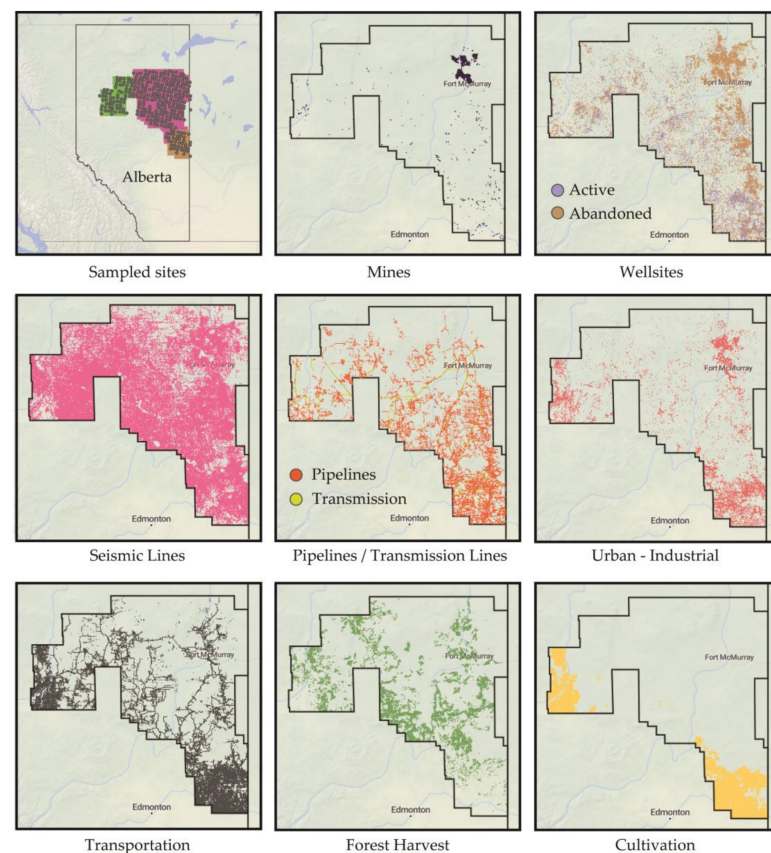 Alberta
Sampled sites
Fort McMurray
Edmonton
Mines
Fort McMurray
Active
Abandoned
Edmonton
Wellsites
Edmonton
Seismic Lines
Fort McMurray
Pipelines
Transmission
Edmonton
Pipelines / Transmission Lines
Fort McMurray
Edmonton
Urban - Industrial
Fort McMurray
Edmonton
Transportation
Fort McMurray
Edmonton
Forest Harvest
Fort McMurray
Edmonton
Cultivation